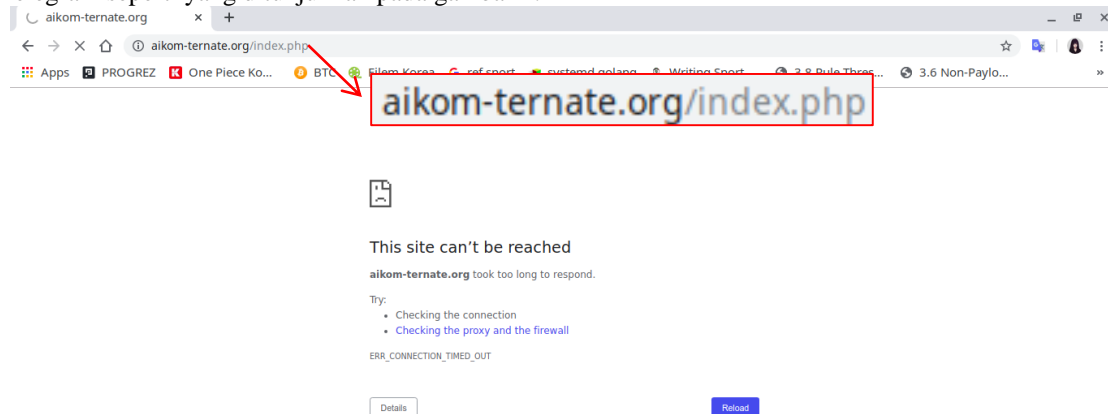 aikom-ternate.org × +
aikom-ternate.org/index.php
Apps PROGREZ One Piece Ko... BTC Filem Korea ref sport systemd golang Writing Snort 3.8 Rule Thres... 3.6 Non-Paylo... »
aikom-ternate.org/index.php
This site can’t be reached
aikom-ternate.org took too long to respond.
Try:
• Checking the connection
• Checking the proxy and the firewall
ERR_CONNECTION_TIMED_OUT
Details Reload